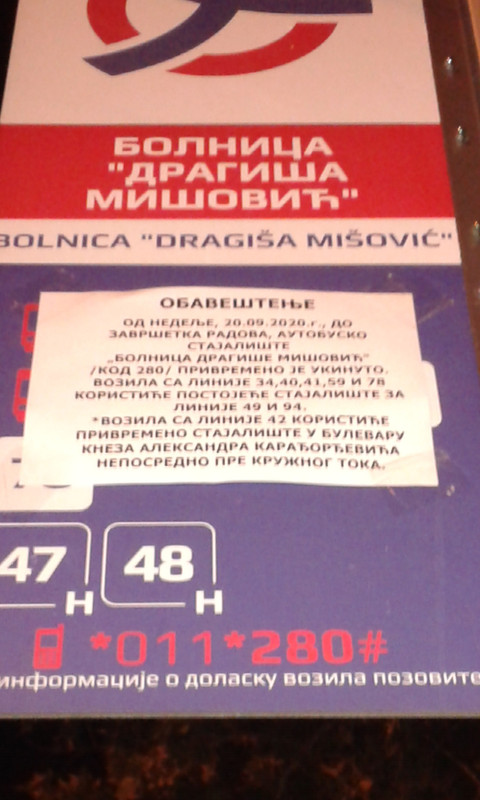 БОЛНИЦА
"ДРАГИША
МИШОВИЋ"
BOLNICA "DRAGIŠA MIŠOVIĆ"
ОБАВЕШТЕЊЕ
ОД НЕДЕЉЕ, 20.09.2020.г., ДО
ЗАВРШЕТКА РАДОВА, АУТОБУСКО
СТАЈАЛИШТЕ
„БОЛНИЦА ДРАГИШЕ МИШОВИЋ"
/КОД 280/ ПРИВРЕМЕНО ЈЕ УКИНУТО.
ВОЗИЛА СА ЛИНИЈЕ 34,40,41,59 И 78
КОРИСТИЋЕ ПОСТОЈЕЋЕ СТАЈАЛИШТЕ ЗА
ЛИНИЈЕ 49 И 94.
*ВОЗИЛА СА ЛИНИЈЕ 42 КОРИСТИЋЕ
ПРИВРЕМЕНО СТАЈАЛИШТЕ У БУЛЕВАРУ
КНЕЗА АЛЕКСАНДРА КАРАЂОРЂЕВИЋА
НЕПОСРЕДНО ПРЕ КРУЖНОГ ТОКА.
47 Н 48 Н
*011*280#
информације о доласку возила позовите